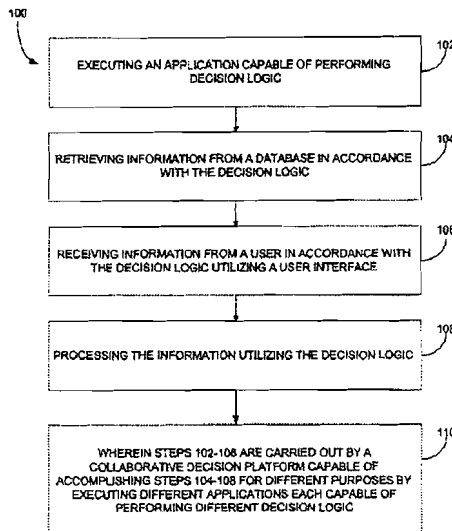 100
EXECUTING AN APPLICATION CAPABLE OF PERFORMING
DECISION LOGIC
102
RETRIEVING INFORMATION FROM A DATABASE IN ACCORDANCE
WITH THE DECISION LOGIC
104
RECEIVING INFORMATION FROM A USER IN ACCORDANCE WITH
THE DECISION LOGIC UTILIZING A USER INTERFACE
106
PROCESSING THE INFORMATION UTILIZING THE DECISION LOGIC
108
WHEREIN STEPS 102-108 ARE CARRIED OUT BY A
COLLABORATIVE DECISION PLATFORM CAPABLE OF
ACCOMPLISHING STEPS 104-108 FOR DIFFERENT PURPOSES BY
EXECUTING DIFFERENT APPLICATIONS EACH CAPABLE OF
PERFORMING DIFFERENT DECISION LOGIC
110